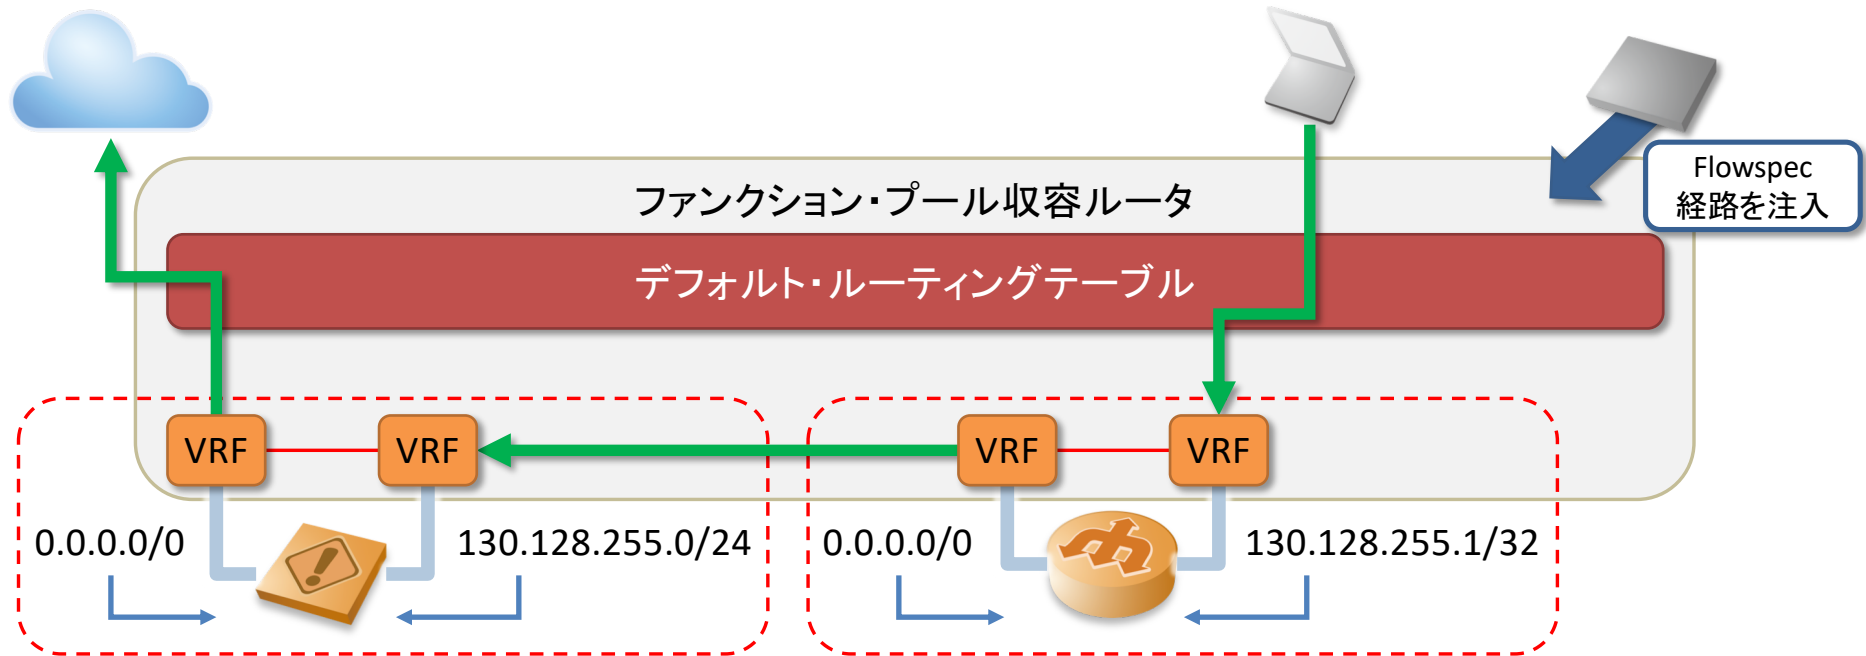 Flowspec
経路を注入
ファンクション・プール収容ルータ
デフォルト・ルーティングテーブル
VRF
VRF
VRF
VRF
0.0.0.0/0
130.128.255.0/24
0.0.0.0/0
130.128.255.1/32